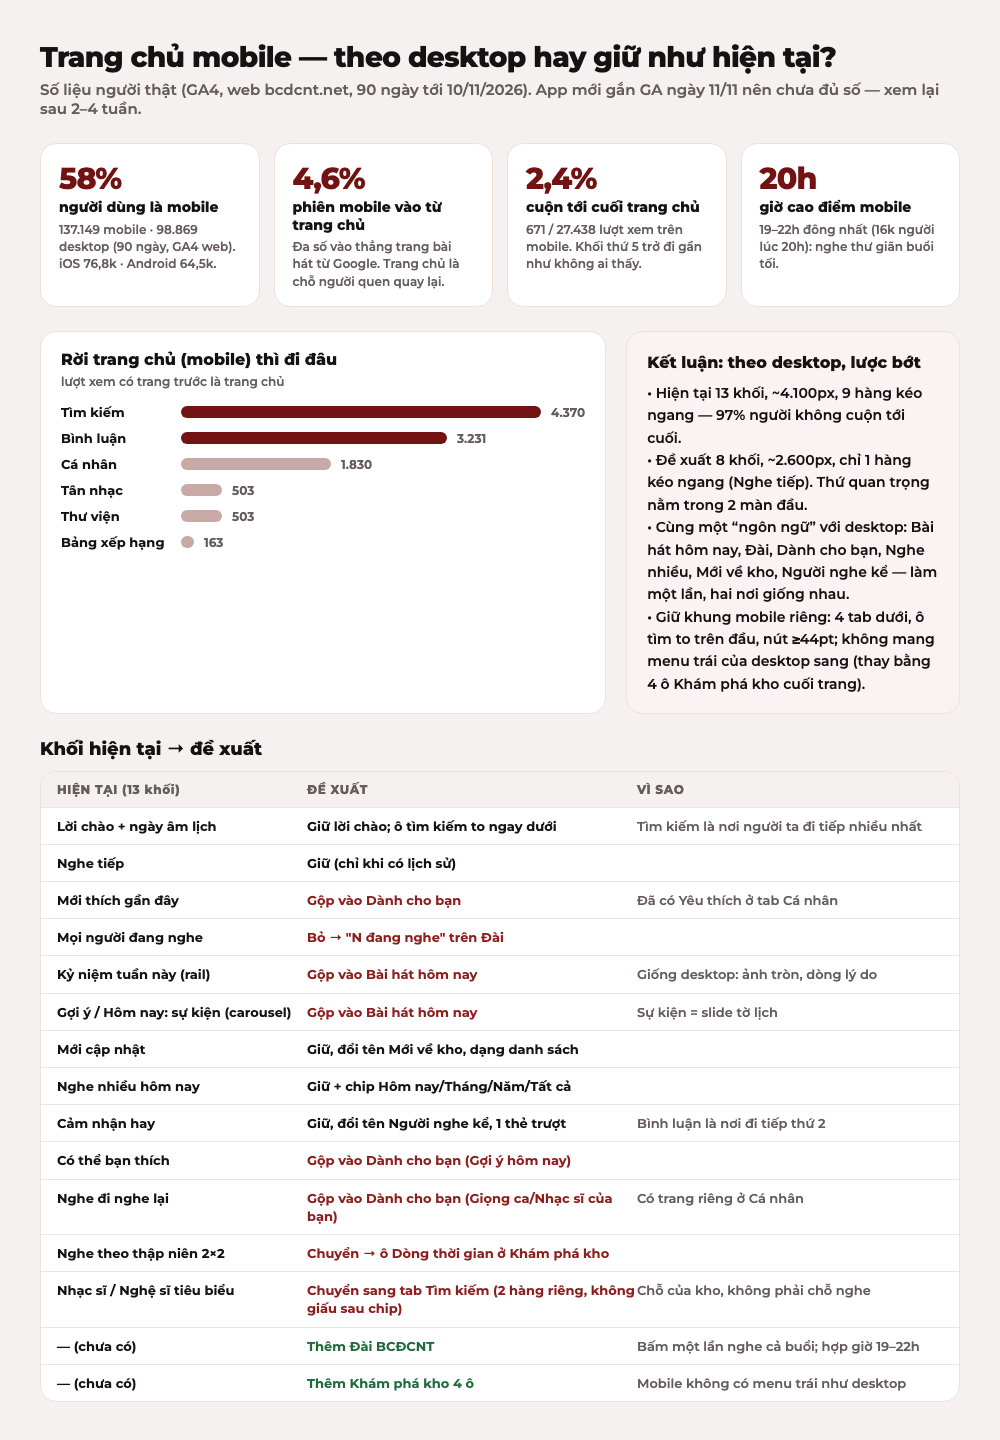 Trang chủ mobile — theo desktop hay giữ như hiện tại?
Số liệu người thật (GA4, web bcdcnt.net, 90 ngày tới 10/11/2026). App mới gắn GA ngày 11/11 nên chưa đủ số — xem lại
sau 2–4 tuần.
58%
người dùng là mobile
137.149 mobile · 98.869
desktop (90 ngày, GA4 web).
iOS 76,8k · Android 64,5k.
4,6%
phiên mobile vào từ
trang chủ
Đa số vào thẳng trang bài
hát từ Google. Trang chủ là
chỗ người quen quay lại.
2,4%
cuộn tới cuối trang chủ
671 / 27.438 lượt xem trên
mobile. Khối thứ 5 trở đi gần
như không ai thấy.
20h
giờ cao điểm mobile
19–22h đông nhất (16k người
lúc 20h): nghe thư giãn buổi
tối.
Rời trang chủ (mobile) thì đi đâu
lượt xem có trang trước là trang chủ
Tìm kiếm 4.370
Bình luận 3.231
Cá nhân 1.830
Tân nhạc 503
Thư viện 503
Bảng xếp hạng 163
Kết luận: theo desktop, lược bớt
• Hiện tại 13 khối, ~4.100px, 9 hàng kéo
ngang — 97% người không cuộn tới
cuối.
• Đề xuất 8 khối, ~2.600px, chỉ 1 hàng
kéo ngang (Nghe tiếp). Thứ quan trọng
nằm trong 2 màn đầu.
• Cùng một “ngôn ngữ” với desktop: Bài
hát hôm nay, Đài, Dành cho bạn, Nghe
nhiều, Mới về kho, Người nghe kể — làm
một lần, hai nơi giống nhau.
• Giữ khung mobile riêng: 4 tab dưới, ô
tìm to trên đầu, nút ≥44pt; không mang
menu trái của desktop sang (thay bằng
4 ô Khám phá kho cuối trang).
Khối hiện tại → đề xuất
HIỆN TẠI (13 khối) ĐỀ XUẤT VÌ SAO
Lời chào + ngày âm lịch Giữ lời chào; ô tìm kiếm to ngay dưới Tìm kiếm là nơi người ta đi tiếp nhiều nhất
Nghe tiếp Giữ (chỉ khi có lịch sử)
Mới thích gần đây Gộp vào Dành cho bạn Đã có Yêu thích ở tab Cá nhân
Mọi người đang nghe Bỏ → "N đang nghe" trên Đài
Kỷ niệm tuần này (rail) Gộp vào Bài hát hôm nay Giống desktop: ảnh tròn, dòng lý do
Gợi ý / Hôm nay: sự kiện (carousel) Gộp vào Bài hát hôm nay Sự kiện = slide tờ lịch
Mới cập nhật Giữ, đổi tên Mới về kho, dạng danh sách
Nghe nhiều hôm nay Giữ + chip Hôm nay/Tháng/Năm/Tất cả
Cảm nhận hay Giữ, đổi tên Người nghe kể, 1 thẻ trượt Bình luận là nơi đi tiếp thứ 2
Có thể bạn thích Gộp vào Dành cho bạn (Gợi ý hôm nay)
Nghe đi nghe lại Gộp vào Dành cho bạn (Giọng ca/Nhạc sĩ của Có trang riêng ở Cá nhân
bạn)
Nghe theo thập niên 2×2 Chuyển → ô Dòng thời gian ở Khám phá kho
Nhạc sĩ / Nghệ sĩ tiêu biểu Chuyển sang tab Tìm kiếm (2 hàng riêng, không Chỗ của kho, không phải chỗ nghe
giấu sau chip)
— (chưa có) Thêm Đài BCĐCNT Bấm một lần nghe cả buổi; hợp giờ 19–22h
— (chưa có) Thêm Khám phá kho 4 ô Mobile không có menu trái như desktop